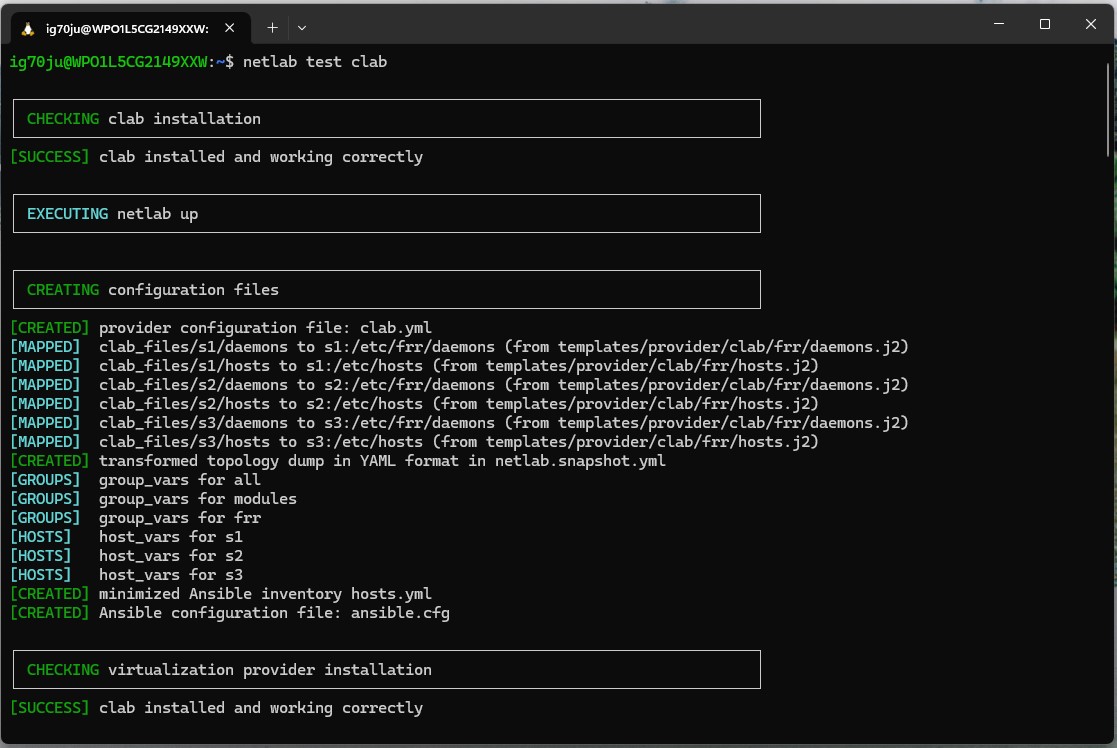 ig70ju@WPO1L5CG2149XXW:
ig70ju@WPO1L5CG2149XXW:~$ netlab test clab
CHECKING clab installation
[SUCCESS] clab installed and working correctly
EXECUTING netlab up
CREATING configuration files
[CREATED] provider configuration file: clab.yml
[MAPPED]  clab_files/s1/daemons to s1:/etc/frr/daemons (from templates/provider/clab/frr/daemons.j2)
[MAPPED]  clab_files/s1/hosts to s1:/etc/hosts (from templates/provider/clab/frr/hosts.j2)
[MAPPED]  clab_files/s2/daemons to s2:/etc/frr/daemons (from templates/provider/clab/frr/daemons.j2)
[MAPPED]  clab_files/s2/hosts to s2:/etc/hosts (from templates/provider/clab/frr/hosts.j2)
[MAPPED]  clab_files/s3/daemons to s3:/etc/frr/daemons (from templates/provider/clab/frr/daemons.j2)
[MAPPED]  clab_files/s3/hosts to s3:/etc/hosts (from templates/provider/clab/frr/hosts.j2)
[CREATED] transformed topology dump in YAML format in netlab.snapshot.yml
[GROUPS]  group_vars for all
[GROUPS]  group_vars for modules
[GROUPS]  group_vars for frr
[HOSTS]   host_vars for s1
[HOSTS]   host_vars for s2
[HOSTS]   host_vars for s3
[CREATED] minimized Ansible inventory hosts.yml
[CREATED] Ansible configuration file: ansible.cfg
CHECKING virtualization provider installation
[SUCCESS] clab installed and working correctly